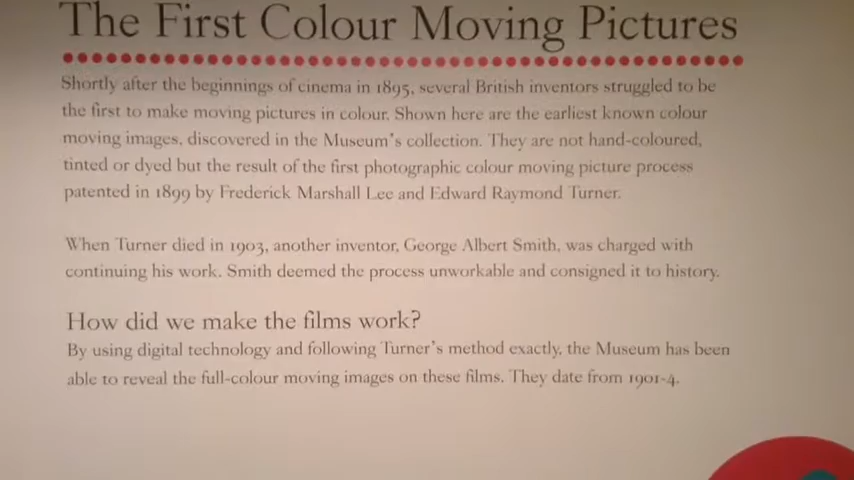 The First Colour Moving Pictures
Shortly after the beginnings of cinema in 1895, several British inventors struggled to be
the first to make moving pictures in colour. Shown here are the earliest known colour
moving images, discovered in the Museum's collection. They are not hand-coloured,
tinted or dyed but the result of the first photographic colour moving picture process
patented in 1899 by Frederick Marshall Lee and Edward Raymond Turner.
When Turner died in 1903, another inventor, George Albert Smith, was charged with
continuing his work. Smith deemed the process unworkable and consigned it to history.
How did we make the films work?
By using digital technology and following Turner's method exactly, the Museum has been
able to reveal the full-colour moving images on these films. They date from 1901-4.